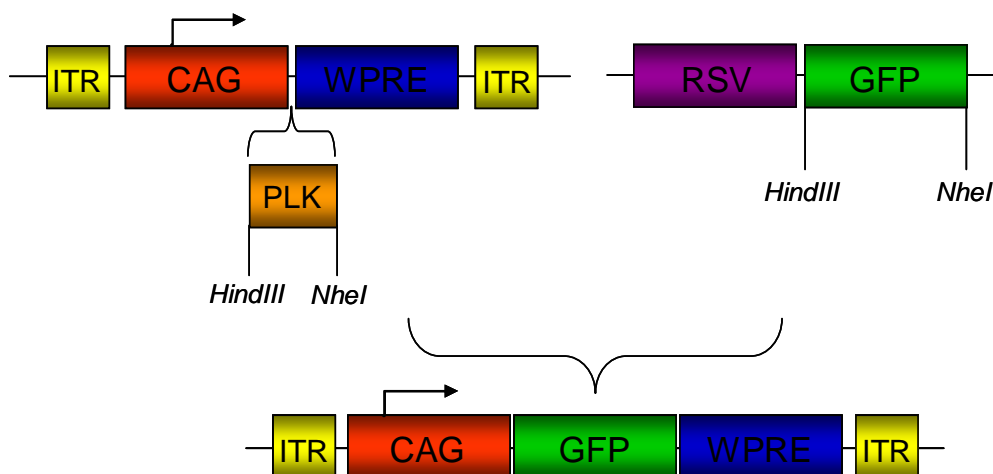 ITR CAG WPRE ITR RSV GFP
PLK
HindIII NheI
HindIII NheI
ITR CAG GFP WPRE ITR